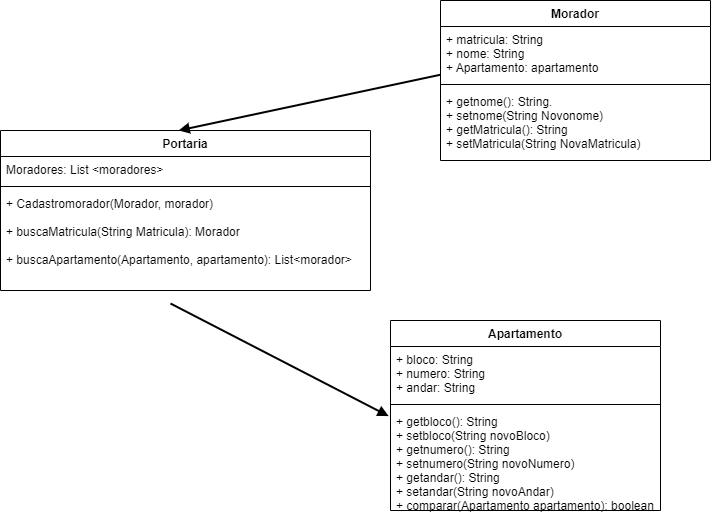 Morador
+ matricula: String
+ nome: String
+ Apartamento: apartamento
+ getnome(): String.
+ setnome(String Novonome)
+ getMatricula(): String
+ setMatricula(String NovaMatricula)
Portaria
Moradores: List <moradores>
+ Cadastromorador(Morador, morador)
+ buscaMatricula(String Matricula): Morador
+ buscaApartamento(Apartamento, apartamento): List<morador>
Apartamento
+ bloco: String
+ numero: String
+ andar: String
+ getbloco(): String
+ setbloco(String novoBloco)
+ getnumero(): String
+ setnumero(String novoNumero)
+ getandar(): String
+ setandar(String novoAndar)
+ comparar(Apartamento apartamento): boolean